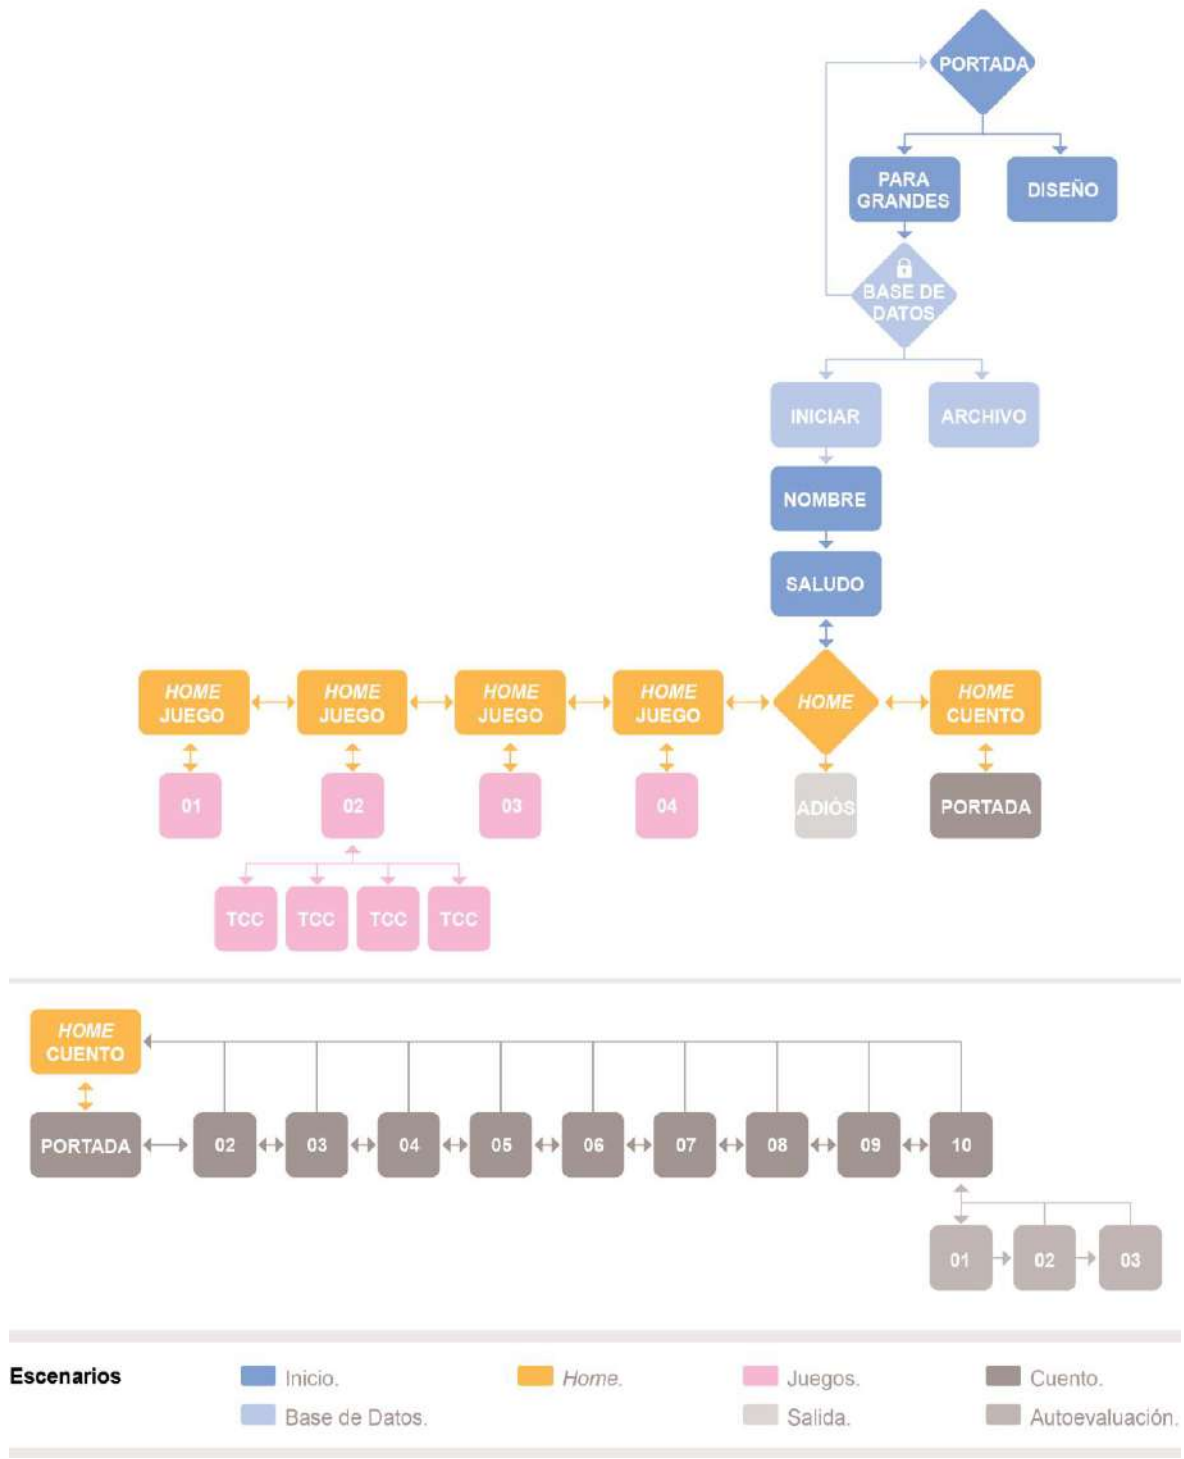 PORTADA
PARA
GRANDES
DISEÑO
BASE DE
DATOS
INICIAR
ARCHIVO
NOMBRE
SALUDO
HOME
JUEGO
HOME
JUEGO
HOME
JUEGO
HOME
JUEGO
HOME
HOME
CUENTO
01
02
03
04
ADIÓS
PORTADA
TCC
TCC
TCC
TCC
HOME
CUENTO
PORTADA
02
03
04
05
06
07
08
09
10
01
02
03
Escenarios
Inicio.
Home.
Juegos.
Cuento.
Base de Datos.
Salida.
Autoevaluación.